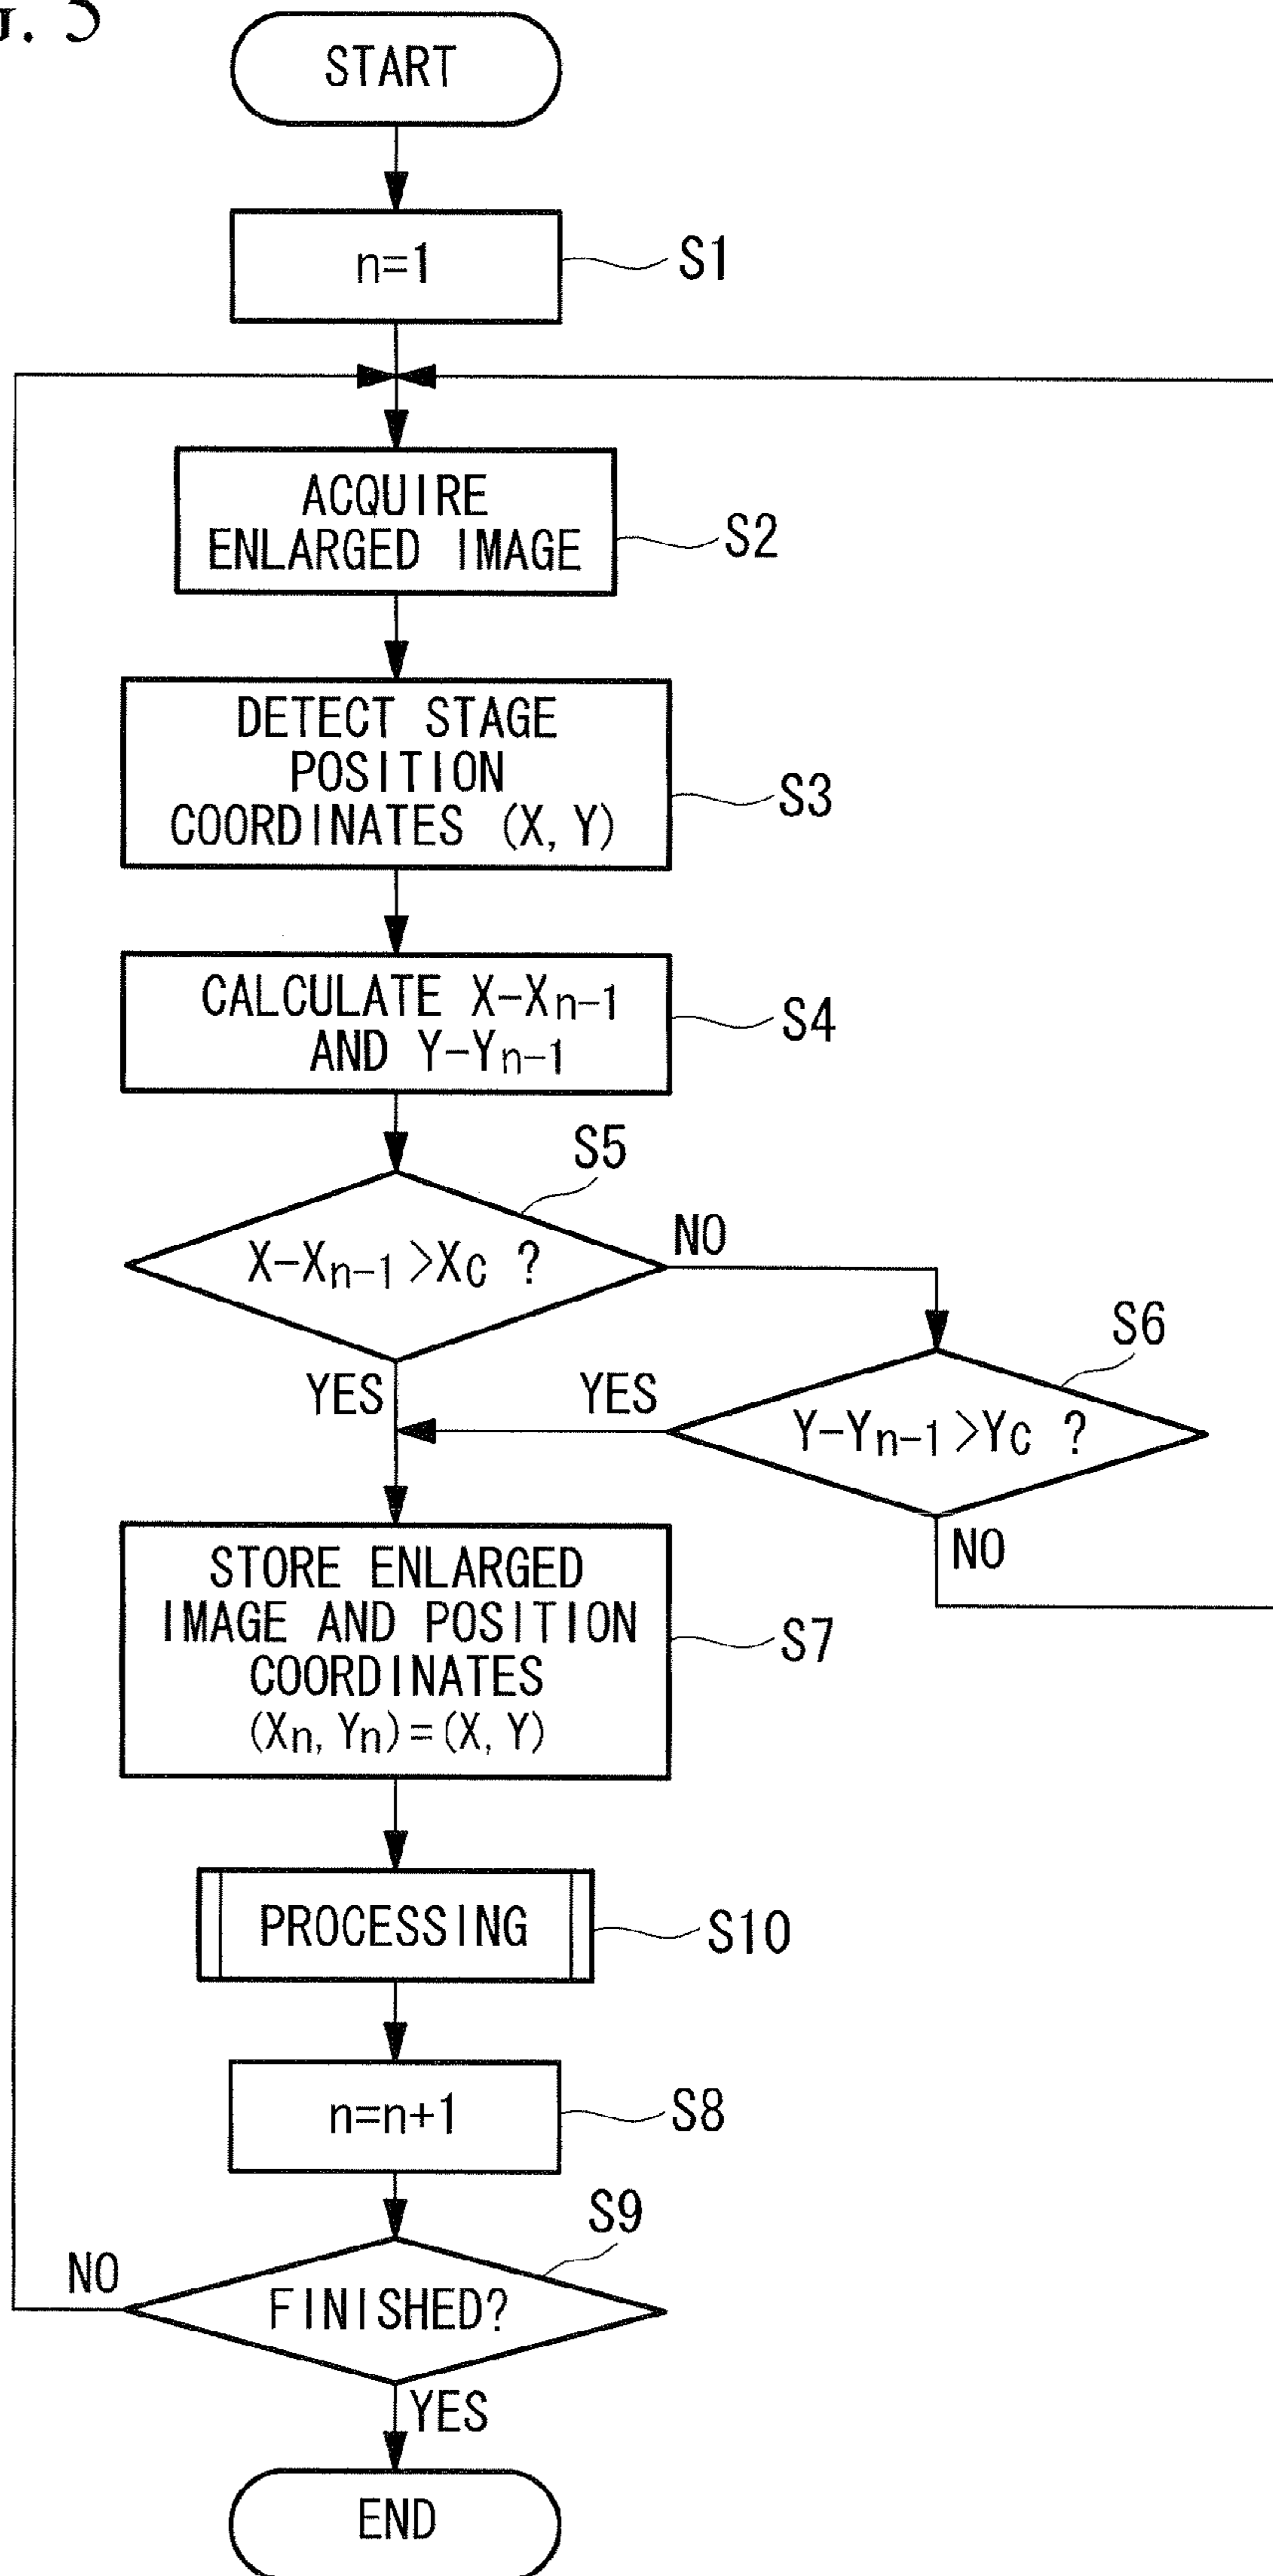 G. 5
START
n=1
S1
ACQUIRE
ENLARGED IMAGE
S2
DETECT STAGE
POSITION
COORDINATES (X, Y)
S3
CALCULATE X-Xn-1
AND Y-Yn-1
S4
S5
X-Xn-1 >XC ?
NO
S6
YES
YES
Y-Yn-1 >YC ?
NO
STORE ENLARGED
IMAGE AND POSITION
COORDINATES
(Xn, Yn)=(X, Y)
S7
PROCESSING
S10
n=n+1
S8
S9
NO
FINISHED?
YES
END